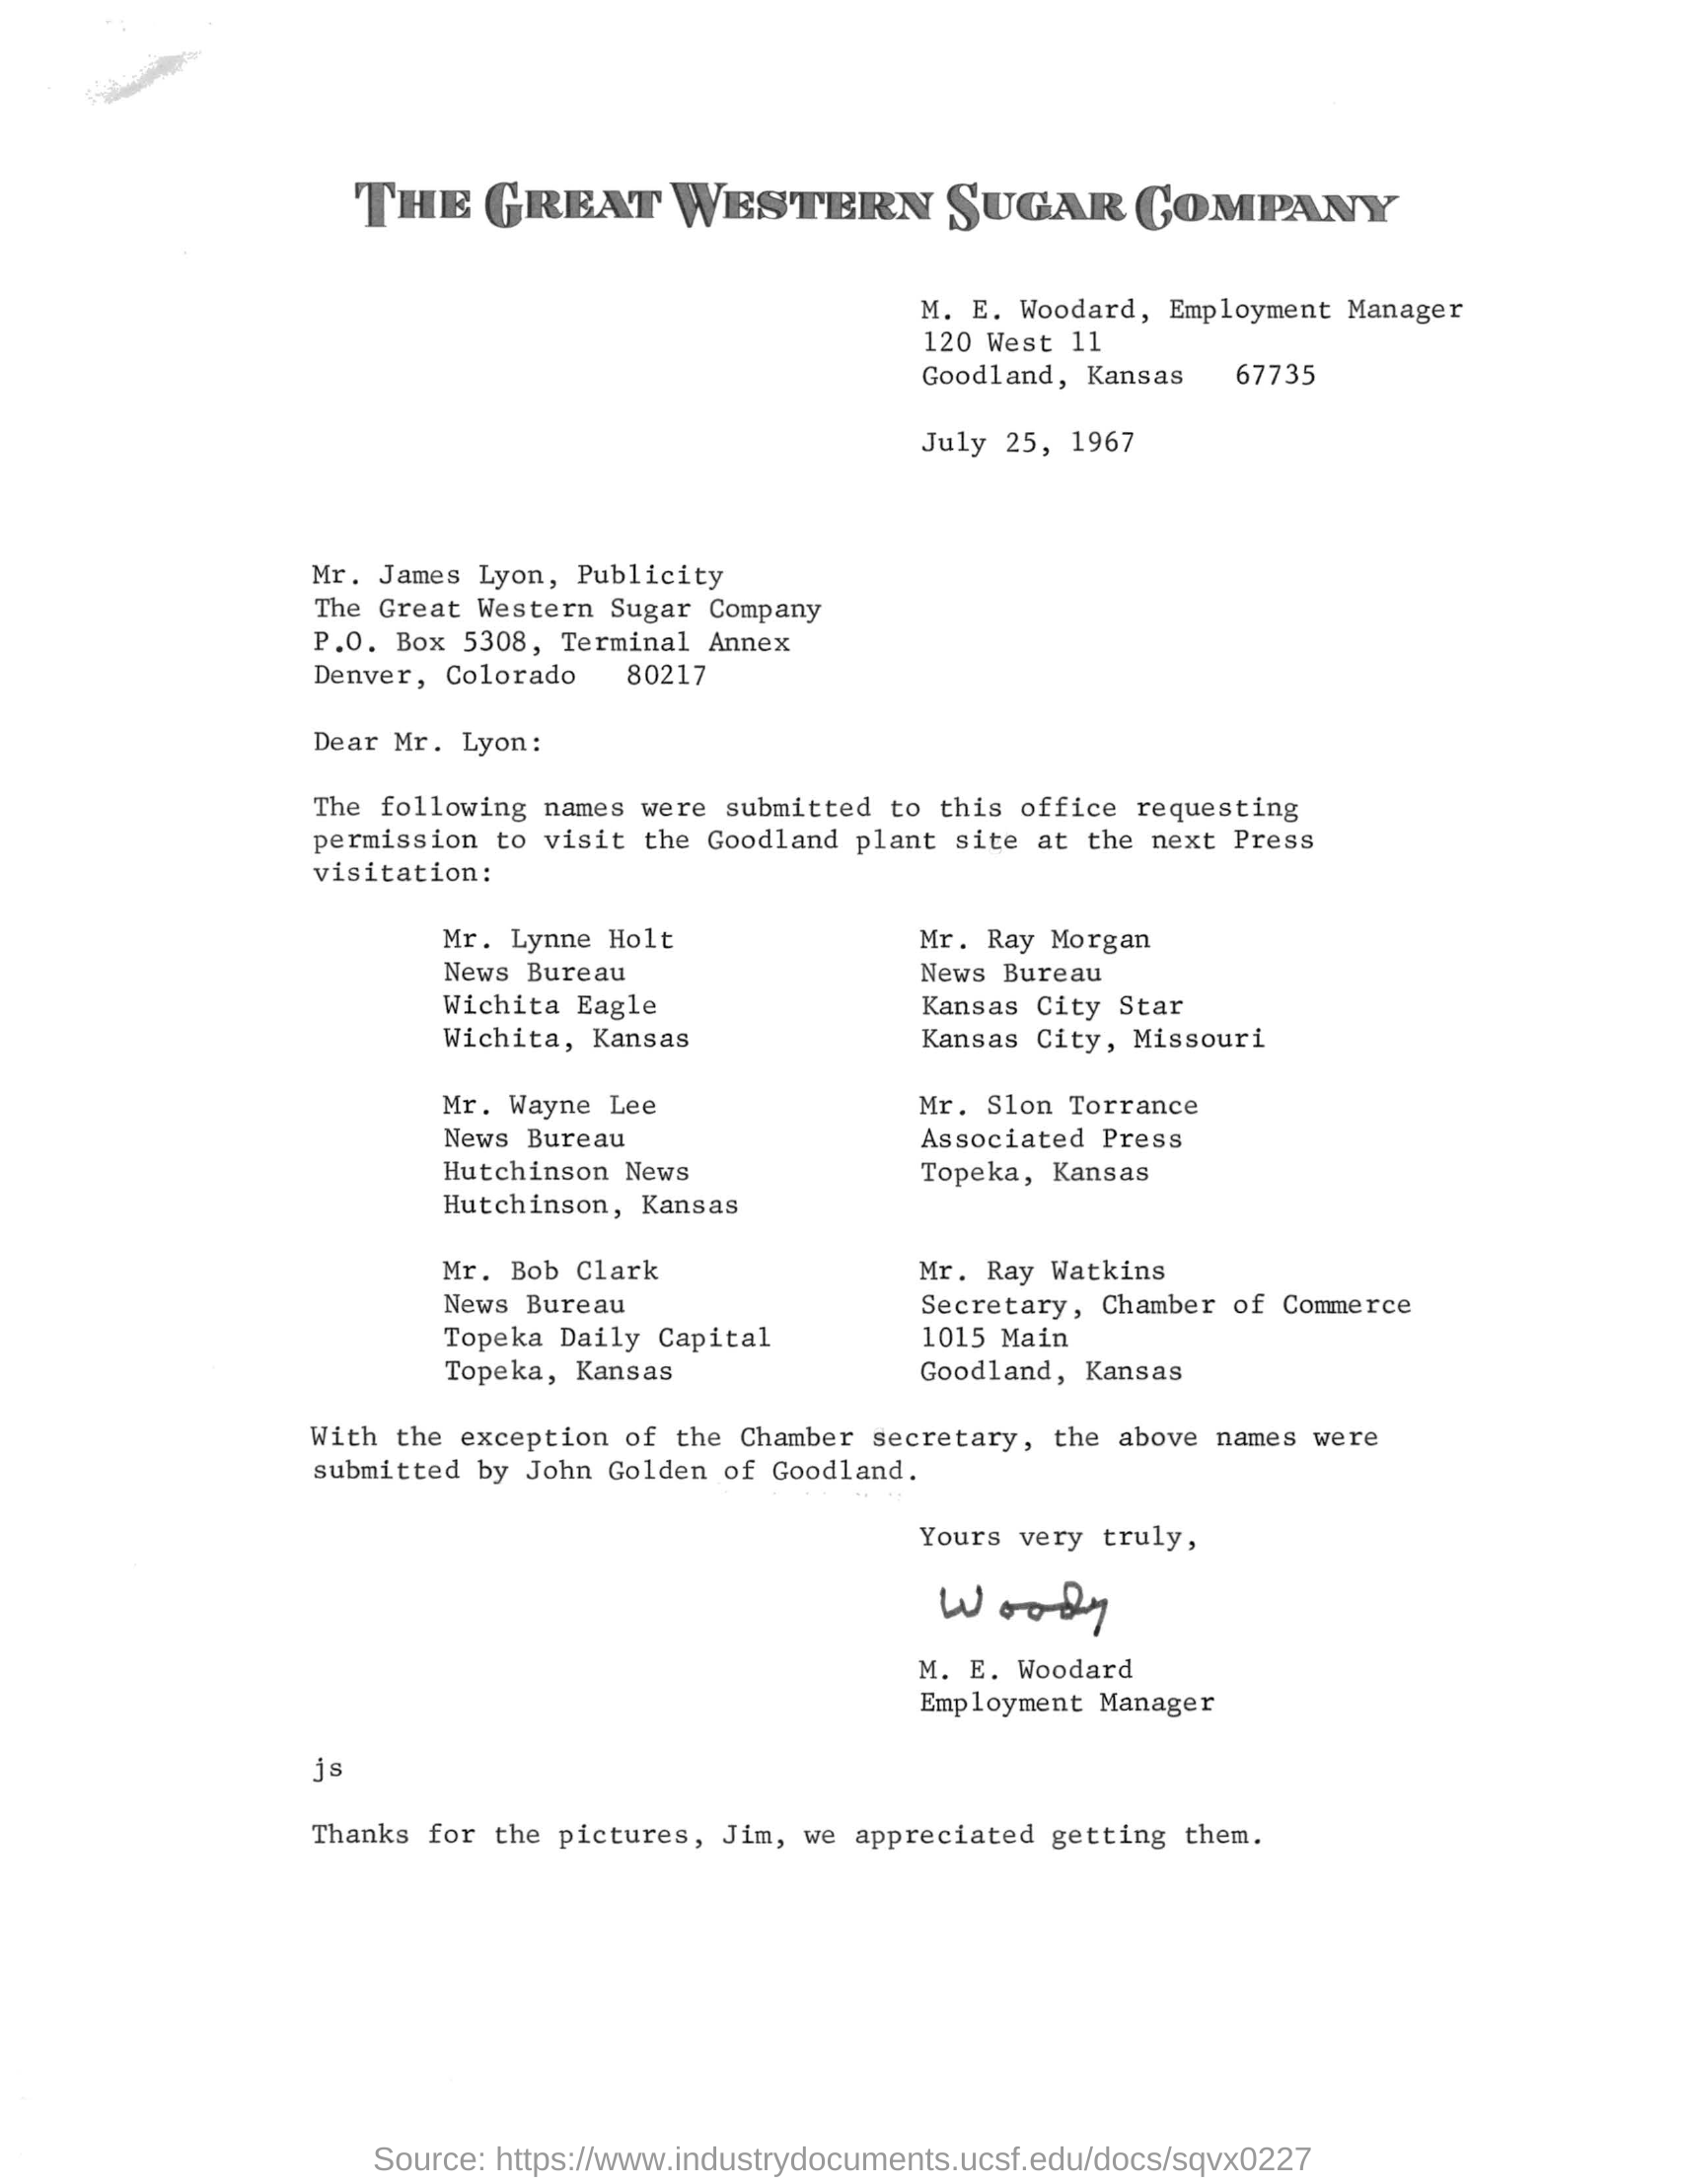 THE GREAT WESTERN SUGAR COMPANY
M. E. Woodard, Employment Manager
120 West 11
Goodland, Kansas 67735
July 25, 1967
Mr. James Lyon, Publicity
The Great Western Sugar Company
P.O. Box 5308, Terminal Annex
Denver, Colorado 80217
Dear Mr. Lyon:
The following names were submitted to this office requesting
permission to visit the Goodland plant site at the next Press
visitation:
Mr. Lynne Holt
News Bureau
Wichita Eagle
Wichita, Kansas
Mr. Ray Morgan
News Bureau
Kansas City Star
Kansas City, Missouri
Mr. Wayne Lee
News Bureau
Hutchinson News
Hutchinson, Kansas
Mr. Slon Torrance
Associated Press
Topeka, Kansas
Mr. Bob Clark
News Bureau
Topeka Daily Capital
Topeka, Kansas
Mr. Ray Watkins
Secretary, Chamber of Commerce
1015 Main
Goodland, Kansas
With the exception of the Chamber secretary, the above names were
submitted by John Golden of Goodland.
Yours very truly,
Woody
M. E. Woodard
Employment Manager
js
Thanks for the pictures, Jim, we appreciated getting them.
Source: https://www.industrydocuments.ucsf.edu/docs/sqvx0227